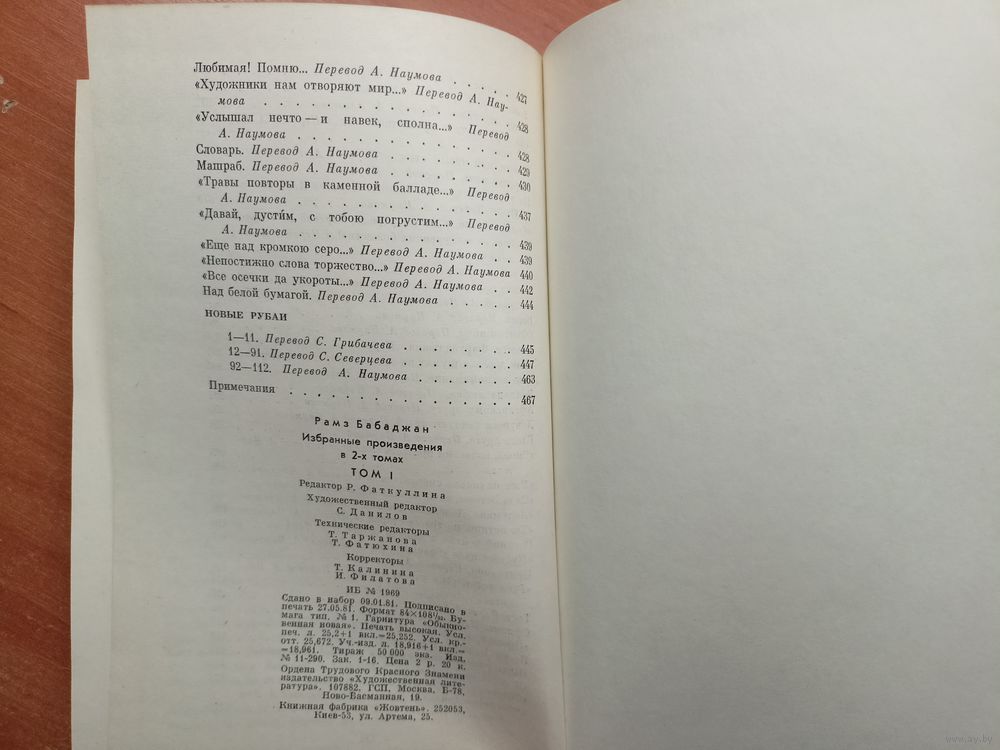 Любимая! Помню... Перевод А. Наумова . . . . . 427
«Художники нам отворяют мир...» Перевод А. Нау-
мова . . . . . . . . . . . . . . . . 428
«Услышал нечто — и навек, сполна...» Перевод
А. Наумова . . . . . . . . . . . . . . 428
Словарь. Перевод А. Наумова . . . . . . . . 429
Машраб. Перевод А. Наумова . . . . . . . . 430
«Травы повторы в каменной балладе...» Перевод
А. Наумова . . . . . . . . . . . . . . 437
«Давай, дусти́м, с тобою погрустим...» Перевод
А. Наумова . . . . . . . . . . . . . . 439
«Еще над кромкою серо...» Перевод А. Наумова . . 439
«Непостижно слова торжество...» Перевод А. Наумова 440
«Все осечки да укороты...» Перевод А. Наумова . . 442
Над белой бумагой. Перевод А. Наумова . . . . . 444
НОВЫЕ РУБАИ
1—11. Перевод С. Грибачева . . . . . . . . 445
12—91. Перевод С. Северцева . . . . . . . . 447
92—112. Перевод А. Наумова . . . . . . . 463
Примечания . . . . . . . . . . . . . . . 467
Рамз Бабаджан
Избранные произведения
в 2-х томах
ТОМ I
Редактор Р. Фаткуллина
Художественный редактор
С. Данилов
Технические редакторы
Т. Таржанова
Т. Фатюхина
Корректоры
Т. Калинина
И. Филатова
ИБ № 1969
Сдано в набор 09.01.81. Подписано в
печать 27.05.81. Формат 84×108¹/₃₂. Бу-
мага тип. № 1. Гарнитура «Обыкно-
венная новая». Печать высокая. Усл.
печ. л. 25,2+1 вкл.=25,252. Усл. кр.-
отт. 25,672. Уч.-изд. л. 18,916+1 вкл.=
=18,961. Тираж 50 000 экз. Изд.
№ 11-290. Зак. 1-16. Цена 2 р. 20 к.
Ордена Трудового Красного Знамени
издательство «Художественная лите-
ратура». 107882, ГСП, Москва, Б-78,
Ново-Басманная, 19.
Книжная фабрика «Жовтень». 252053,
Киев-53, ул. Артема, 25.
www.ay.by